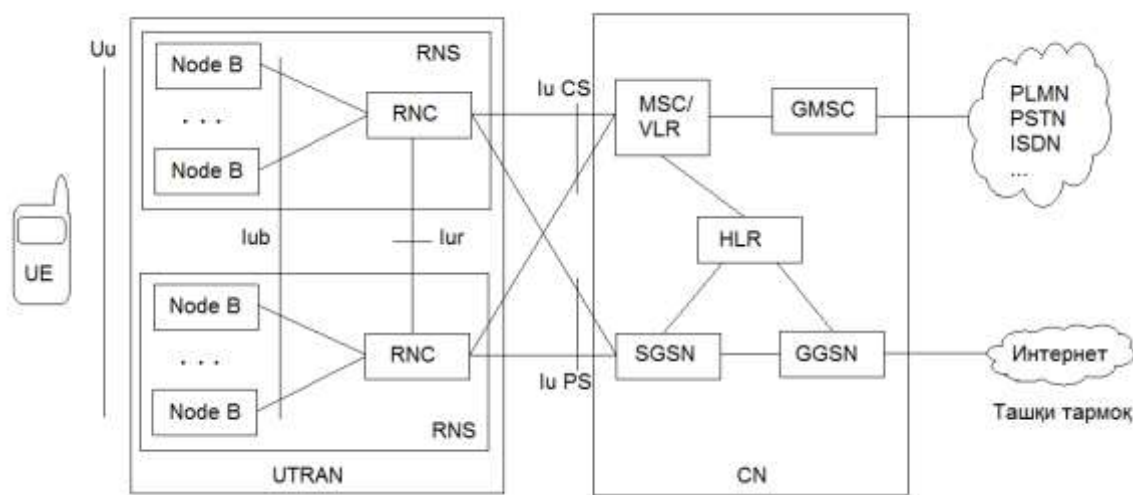 Uu
UE
Node B
. . .
Node B
RNS
RNC
Iub
Iur
Node B
. . .
Node B
RNC
RNS
UTRAN
Iu CS
Iu PS
MSC/
VLR
GMSC
HLR
SGSN
GGSN
CN
PLMN
PSTN
ISDN
...
Интернет
Ташқи тармоқ